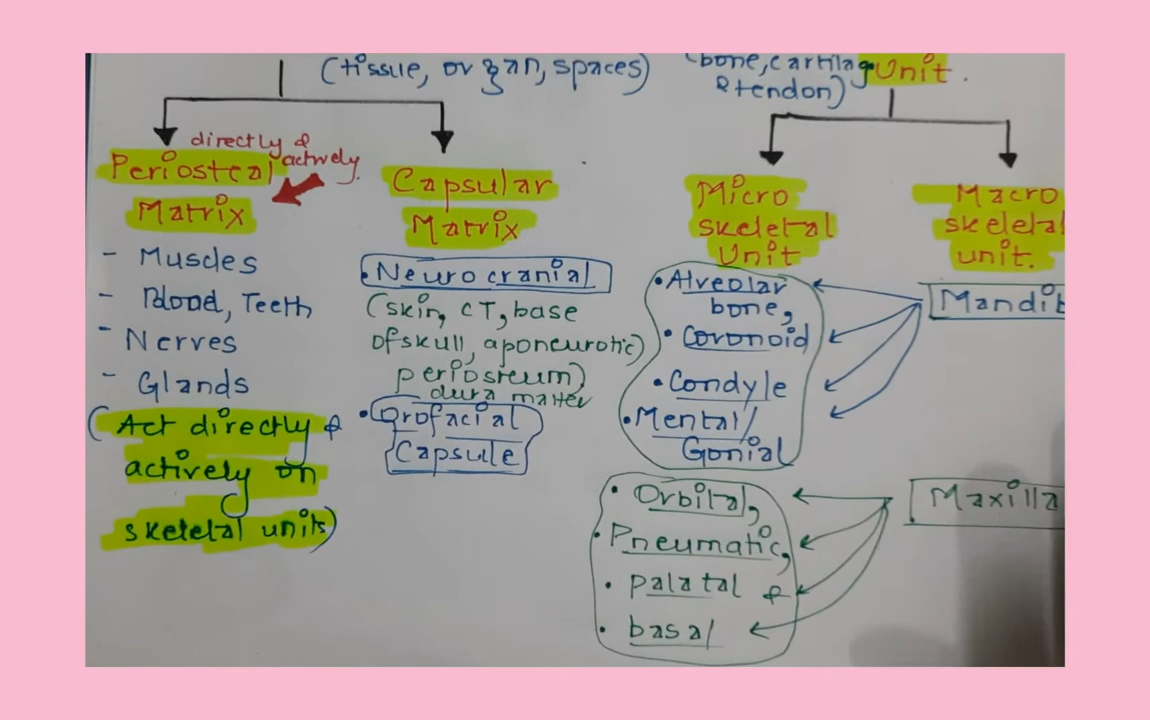 (tissue, organ, spaces)
(bone, cartilag Unit.
& tendon)
directly &
actively.
Periosteal
Matrix
- Muscles
- Blood, Teeth
- Nerves
- Glands
(Act directly &
actively on
skeletal units)
Capsular
Matrix
• Neurocranial
(skin, CT, base
of skull, aponeurotic)
periosteum)
dura matter
• Orofacial
Capsule
Micro
skeletal
Unit
• Alveolar
bone,
• Coronoid
• Condyle
• Mental/
Gonial
• Orbital,
• Pneumatic,
• palatal &
• basal
Macro
skeletal
unit.
Mandib
Maxilla